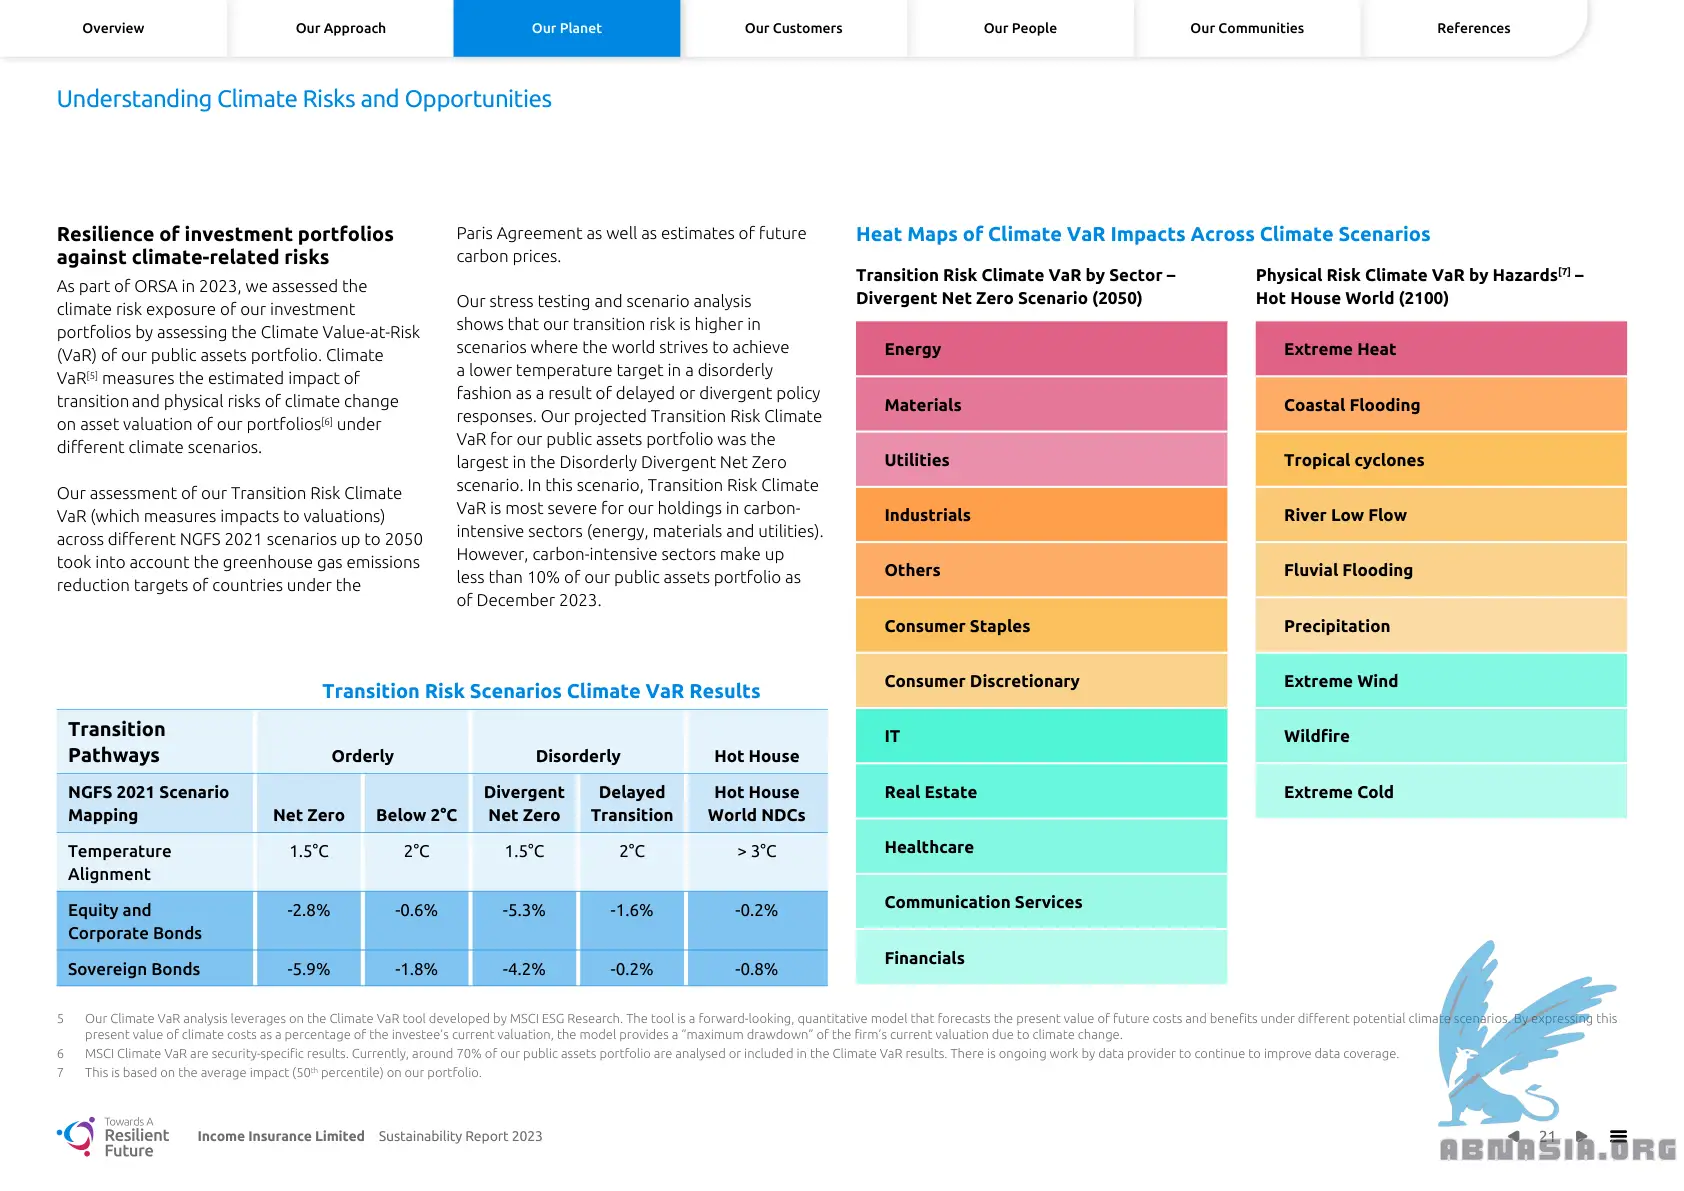 Overview
Our Approach
Our Planet
Our Customers
Our People
Our Communities
References
Understanding Climate Risks and Opportunities
Resilience of investment portfolios
against climate-related risks
As part of ORSA in 2023, we assessed the
climate risk exposure of our investment
portfolios by assessing the Climate Value-at-Risk
(VaR) of our public assets portfolio. Climate
VaR[5] measures the estimated impact of
transition and physical risks of climate change
on asset valuation of our portfolios[6] under
different climate scenarios.
Our assessment of our Transition Risk Climate
VaR (which measures impacts to valuations)
across different NGFS 2021 scenarios up to 2050
took into account the greenhouse gas emissions
reduction targets of countries under the
Paris Agreement as well as estimates of future
carbon prices.
Our stress testing and scenario analysis
shows that our transition risk is higher in
scenarios where the world strives to achieve
a lower temperature target in a disorderly
fashion as a result of delayed or divergent policy
responses. Our projected Transition Risk Climate
VaR for our public assets portfolio was the
largest in the Disorderly Divergent Net Zero
scenario. In this scenario, Transition Risk Climate
VaR is most severe for our holdings in carbon-
intensive sectors (energy, materials and utilities).
However, carbon-intensive sectors make up
less than 10% of our public assets portfolio as
of December 2023.
Transition Risk Scenarios Climate VaR Results
Transition
Pathways
Orderly
Disorderly
Hot House
NGFS 2021 Scenario
Mapping
Net Zero
Below 2°C
Divergent
Net Zero
Delayed
Transition
Hot House
World NDCs
Temperature
Alignment
1.5°C
2°C
1.5°C
2°C
> 3°C
Equity and
Corporate Bonds
-2.8%
-0.6%
-5.3%
-1.6%
-0.2%
Sovereign Bonds
-5.9%
-1.8%
-4.2%
-0.2%
-0.8%
Heat Maps of Climate VaR Impacts Across Climate Scenarios
Transition Risk Climate VaR by Sector –
Divergent Net Zero Scenario (2050)
Energy
Materials
Utilities
Industrials
Others
Consumer Staples
Consumer Discretionary
IT
Real Estate
Healthcare
Communication Services
Financials
Physical Risk Climate VaR by Hazards[7] –
Hot House World (2100)
Extreme Heat
Coastal Flooding
Tropical cyclones
River Low Flow
Fluvial Flooding
Precipitation
Extreme Wind
Wildfire
Extreme Cold
5 Our Climate VaR analysis leverages on the Climate VaR tool developed by MSCI ESG Research. The tool is a forward-looking, quantitative model that forecasts the present value of future costs and benefits under different potential climate scenarios. By expressing this
present value of climate costs as a percentage of the investee's current valuation, the model provides a “maximum drawdown” of the firm's current valuation due to climate change.
6 MSCI Climate VaR are security-specific results. Currently, around 70% of our public assets portfolio are analysed or included in the Climate VaR results. There is ongoing work by data provider to continue to improve data coverage.
7 This is based on the average impact (50th percentile) on our portfolio.
Towards A
Resilient
Future
Income Insurance Limited Sustainability Report 2023
21
ABNASIA.ORG